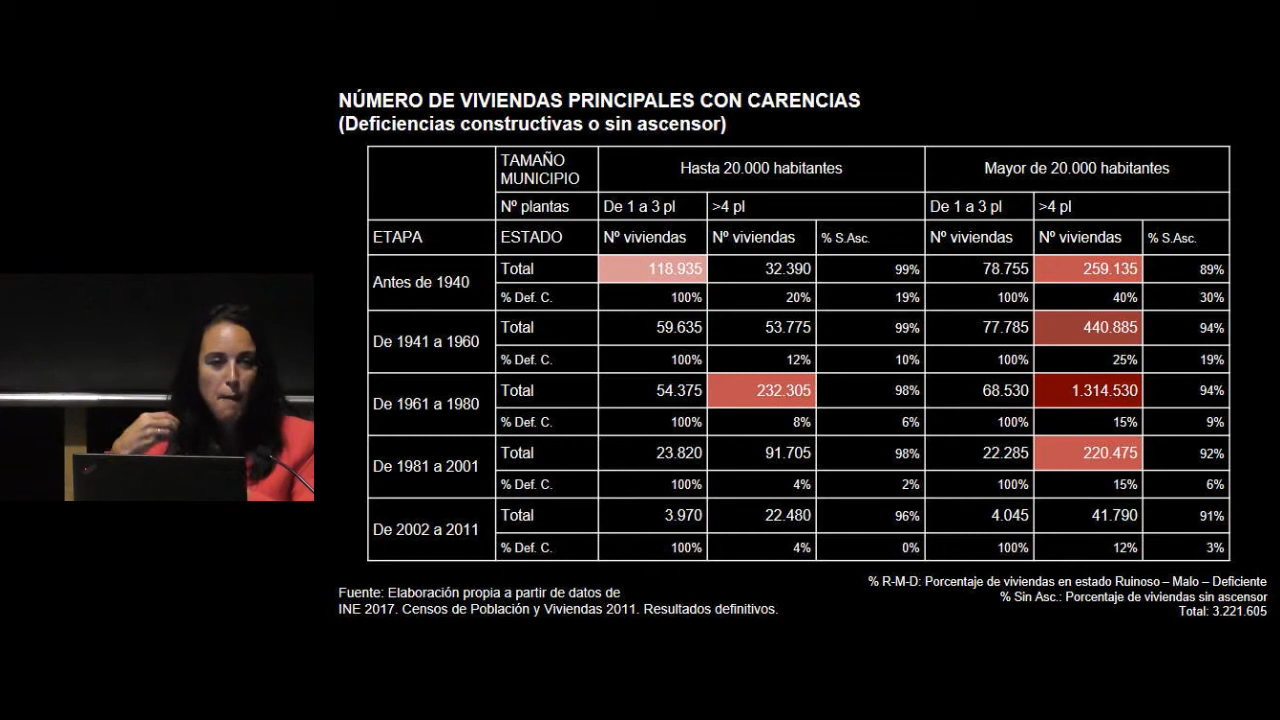 NÚMERO DE VIVIENDAS PRINCIPALES CON CARENCIAS
(Deficiencias constructivas o sin ascensor)
TAMAÑO MUNICIPIO Hasta 20.000 habitantes Mayor de 20.000 habitantes
Nº plantas De 1 a 3 pl >4 pl De 1 a 3 pl >4 pl
ETAPA ESTADO Nº viviendas Nº viviendas % S.Asc. Nº viviendas Nº viviendas % S.Asc.
Antes de 1940 Total 118.935 32.390 99% 78.755 259.135 89%
% Def. C. 100% 20% 19% 100% 40% 30%
De 1941 a 1960 Total 59.635 53.775 99% 77.785 440.885 94%
% Def. C. 100% 12% 10% 100% 25% 19%
De 1961 a 1980 Total 54.375 232.305 98% 68.530 1.314.530 94%
% Def. C. 100% 8% 6% 100% 15% 9%
De 1981 a 2001 Total 23.820 91.705 98% 22.285 220.475 92%
% Def. C. 100% 4% 2% 100% 15% 6%
De 2002 a 2011 Total 3.970 22.480 96% 4.045 41.790 91%
% Def. C. 100% 4% 0% 100% 12% 3%
Fuente: Elaboración propia a partir de datos de
INE 2017. Censos de Población y Viviendas 2011. Resultados definitivos.
% R-M-D: Porcentaje de viviendas en estado Ruinoso – Malo – Deficiente
% Sin Asc.: Porcentaje de viviendas sin ascensor
Total: 3.221.605